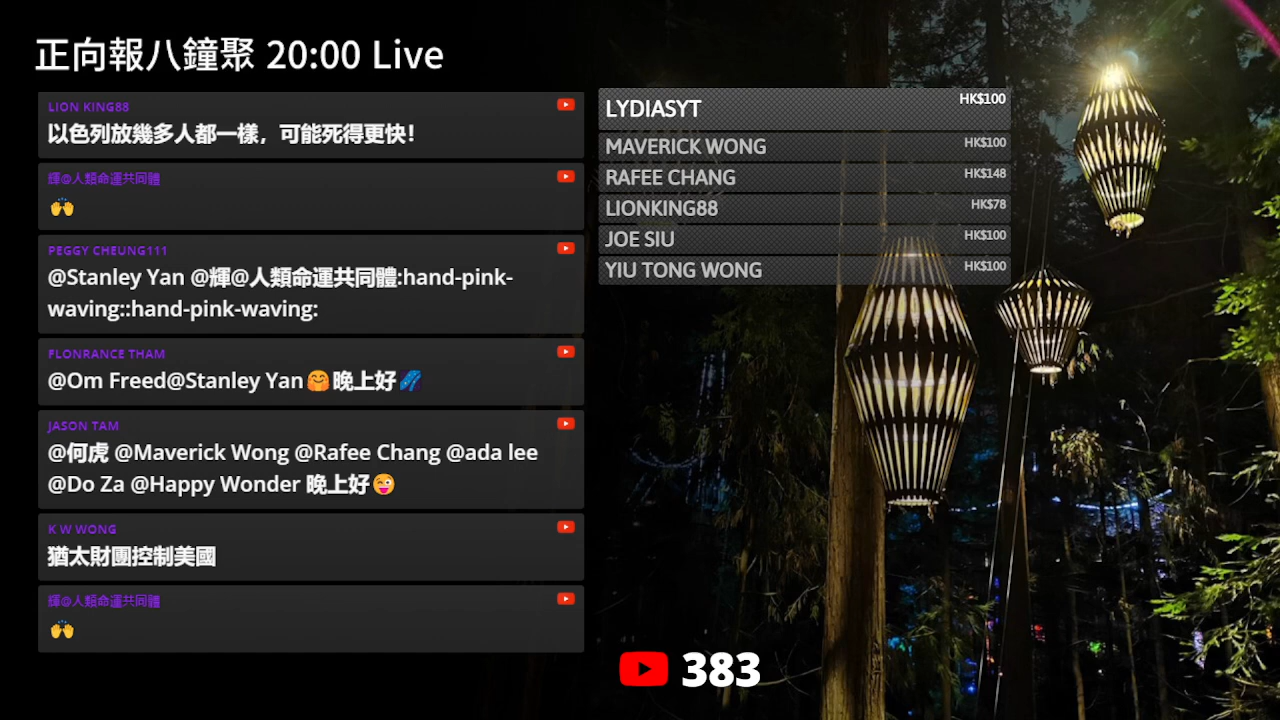 正向報八鐘聚 20:00 Live
LION KING88
以色列放幾多人都一樣，可能死得更快！
輝@人類命運共同體
🙌
PEGGY CHEUNG111
@Stanley Yan @輝@人類命運共同體:hand-pink-
waving::hand-pink-waving:
FLONRANCE THAM
@Om Freed@Stanley Yan🤗晚上好🌌
JASON TAM
@何虎 @Maverick Wong @Rafee Chang @ada lee
@Do Za @Happy Wonder 晚上好😜
K W WONG
猶太財團控制美國
輝@人類命運共同體
🙌
LYDIASYT HK$100
MAVERICK WONG HK$100
RAFEE CHANG HK$148
LIONKING88 HK$78
JOE SIU HK$100
YIU TONG WONG HK$100
383